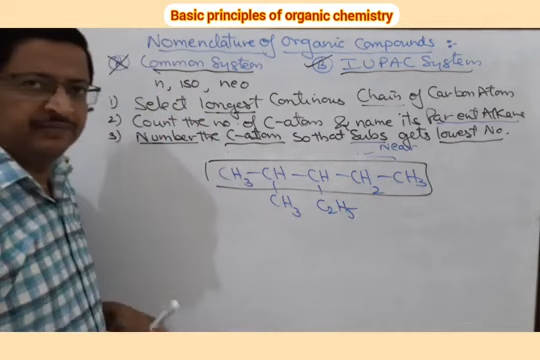 Basic principles of organic chemistry
Nomenclature of Organic Compounds :-
A Common System B IUPAC System
n, iso, neo
1) Select longest Continous Chain of Carbon Atom
2) Count the no. of C-atom & name its Parent Alkane
3) Number the C-atom so that Subs gets lowest No.
Near
CH3-CH-CH-CH2-CH3
CH3 C2H5